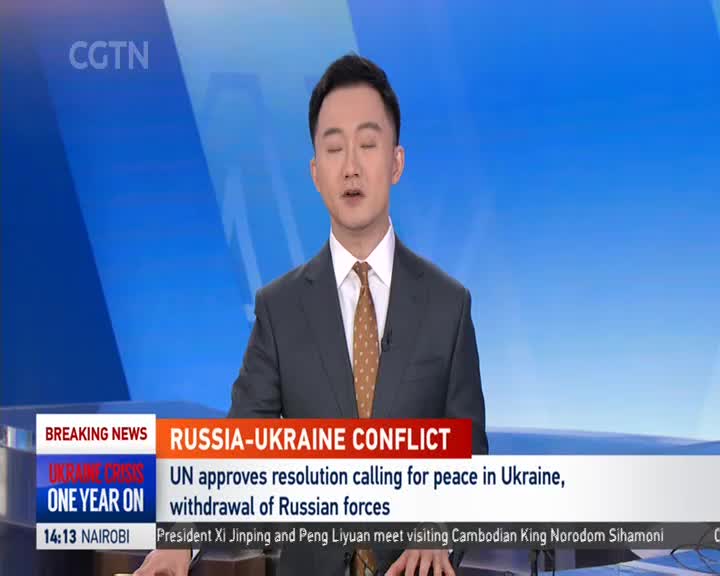 CGTN
BREAKING NEWS
RUSSIA-UKRAINE CONFLICT
UKRAINE CRISIS
ONE YEAR ON
UN approves resolution calling for peace in Ukraine,
withdrawal of Russian forces
14:13 NAIROBI
President Xi Jinping and Peng Liyuan meet visiting Cambodian King Norodom Sihamoni